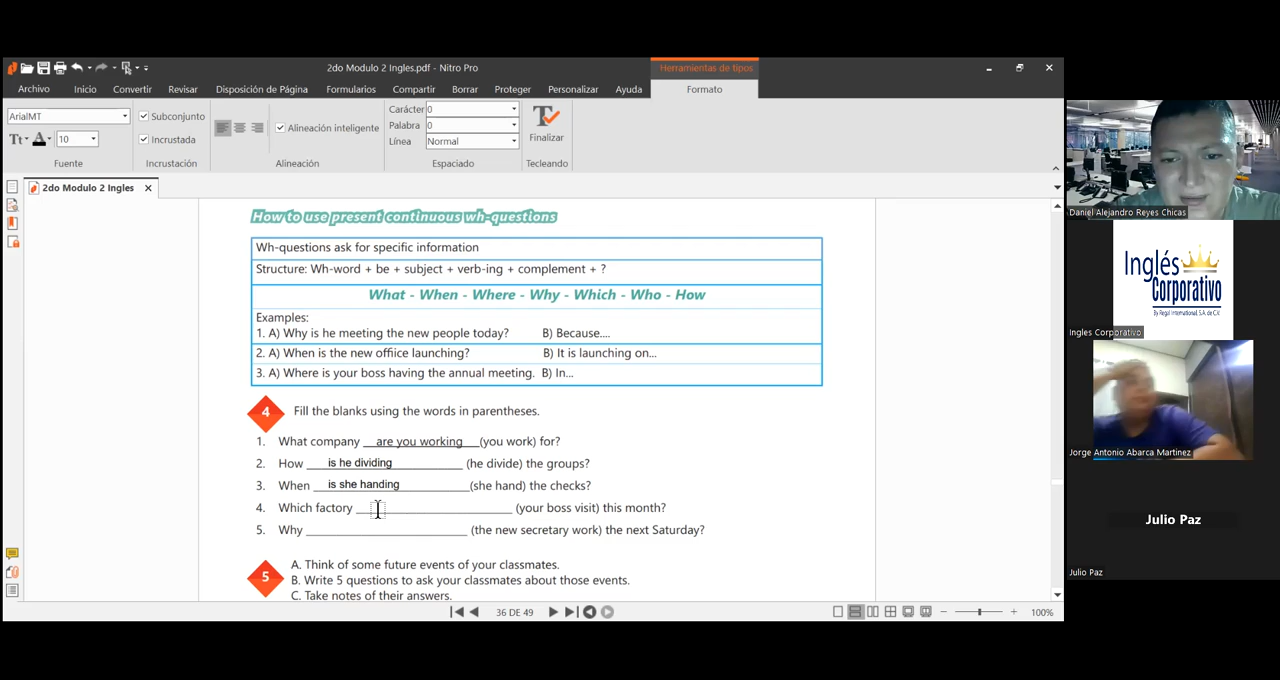 2do Modulo 2 Ingles.pdf - Nitro Pro
Herramientas de tipos
Archivo Inicio Convertir Revisar Disposición de Página Formularios Compartir Borrar Proteger Personalizar Ayuda Formato
ArialMT
Tt A 10
Fuente
Subconjunto
Incrustada
Incrustación
Alineación inteligente
Alineación
Carácter 0
Palabra 0
Línea Normal
Espaciado
Finalizar
Tecleando
2do Modulo 2 Ingles
How to use present continuous wh-questions
Wh-questions ask for specific information
Structure: Wh-word + be + subject + verb-ing + complement + ?
What - When - Where - Why - Which - Who - How
Examples:
1. A) Why is he meeting the new people today? B) Because....
2. A) When is the new office launching? B) It is launching on...
3. A) Where is your boss having the annual meeting. B) In...
4 Fill the blanks using the words in parentheses.
1. What company __are you working___(you work) for?
2. How is he dividing (he divide) the groups?
3. When is she handing (she hand) the checks?
4. Which factory ________________________ (your boss visit) this month?
5. Why _________________________ (the new secretary work) the next Saturday?
5 A. Think of some future events of your classmates.
B. Write 5 questions to ask your classmates about those events.
C. Take notes of their answers.
36 DE 49
100%
Daniel Alejandro Reyes Chicas
Inglés
Corporativo
By Regal International, S.A. de C.V.
Ingles Corporativo
Jorge Antonio Abarca Martinez
Julio Paz
Julio Paz